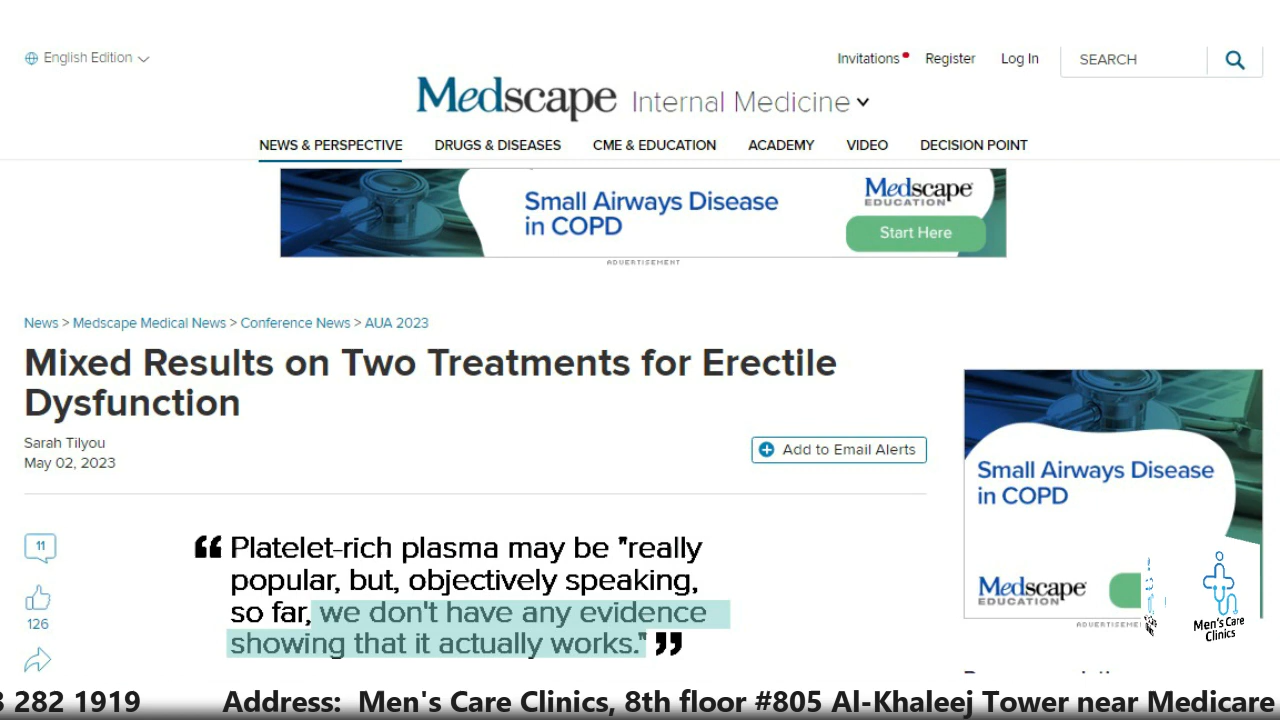 English Edition
Invitations Register Log In SEARCH
Medscape Internal Medicine
NEWS & PERSPECTIVE DRUGS & DISEASES CME & EDUCATION ACADEMY VIDEO DECISION POINT
Small Airways Disease
in COPD
Medscape
EDUCATION
Start Here
ADVERTISEMENT
News > Medscape Medical News > Conference News > AUA 2023
Mixed Results on Two Treatments for Erectile
Dysfunction
Sarah Tilyou
May 02, 2023
Add to Email Alerts
11
126
“ Platelet-rich plasma may be "really
popular, but, objectively speaking,
so far, we don't have any evidence
showing that it actually works." ”
Small Airways Disease
in COPD
Medscape
EDUCATION
Men's Care
Clinics
282 1919 Address: Men's Care Clinics, 8th floor #805 Al-Khaleej Tower near Medicare